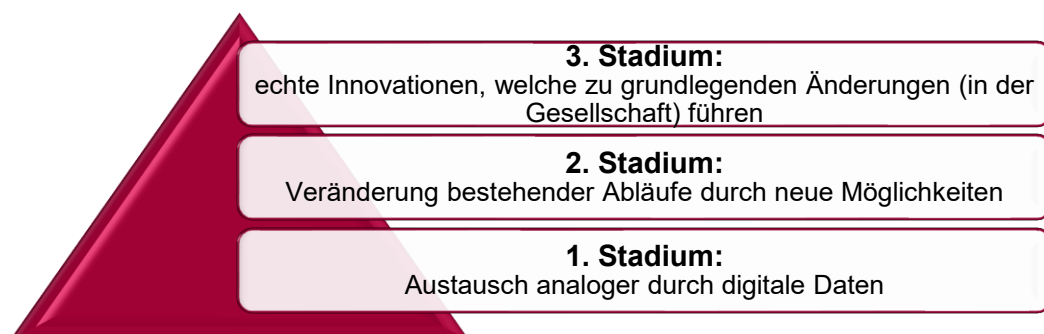 3. Stadium:
echte Innovationen, welche zu grundlegenden Änderungen (in der
Gesellschaft) führen
2. Stadium:
Veränderung bestehender Abläufe durch neue Möglichkeiten
1. Stadium:
Austausch analoger durch digitale Daten